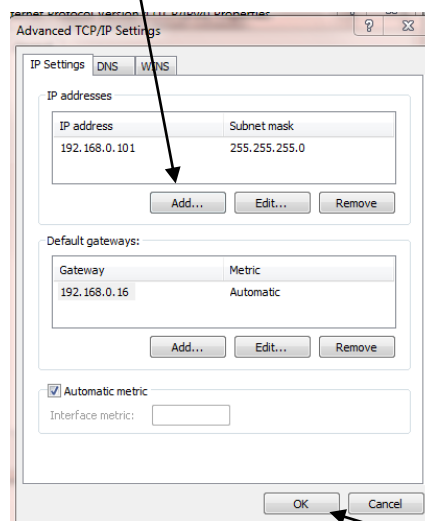 Advanced TCP/IP Settings
IP Settings DNS WINS
IP addresses
IP address Subnet mask
192.168.0.101 255.255.255.0
Add... Edit... Remove
Default gateways:
Gateway Metric
192.168.0.16 Automatic
Add... Edit... Remove
Automatic metric
Interface metric:
OK Cancel